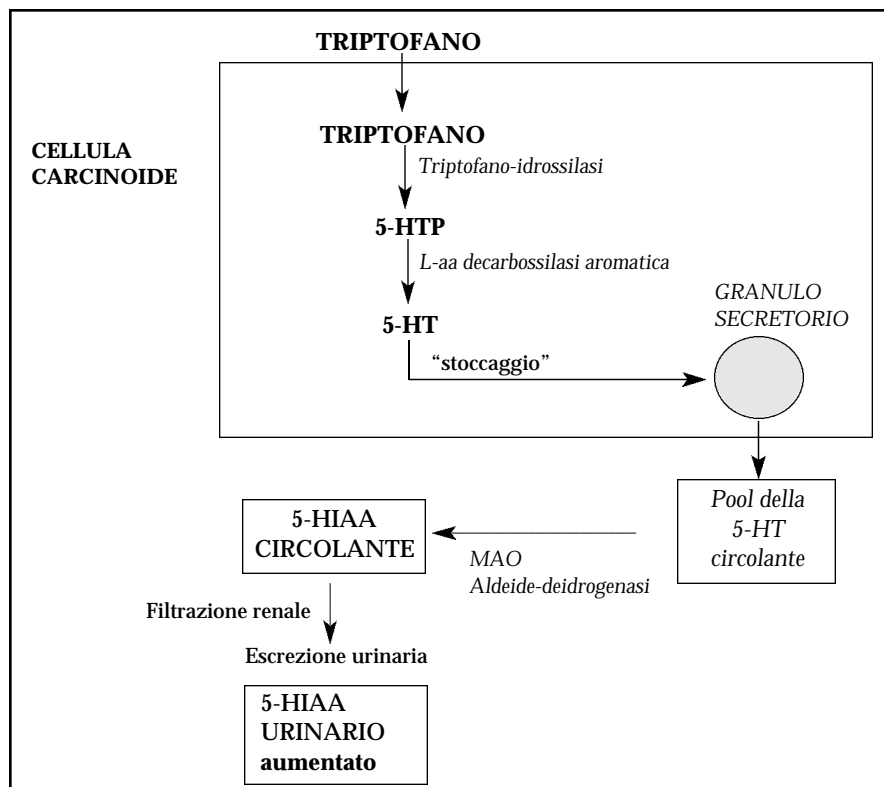 TRIPTOFANO
CELLULA
CARCINOIDE
TRIPTOFANO
Triptofano-idrossilasi
5-HTP
L-aa decarbossilasi aromatica
5-HT
GRANULO
SECRETORIO
“stoccaggio”
Pool della
5-HT
circolante
5-HIAA
CIRCOLANTE
MAO
Aldeide-deidrogenasi
Filtrazione renale
Escrezione urinaria
5-HIAA
URINARIO
aumentato